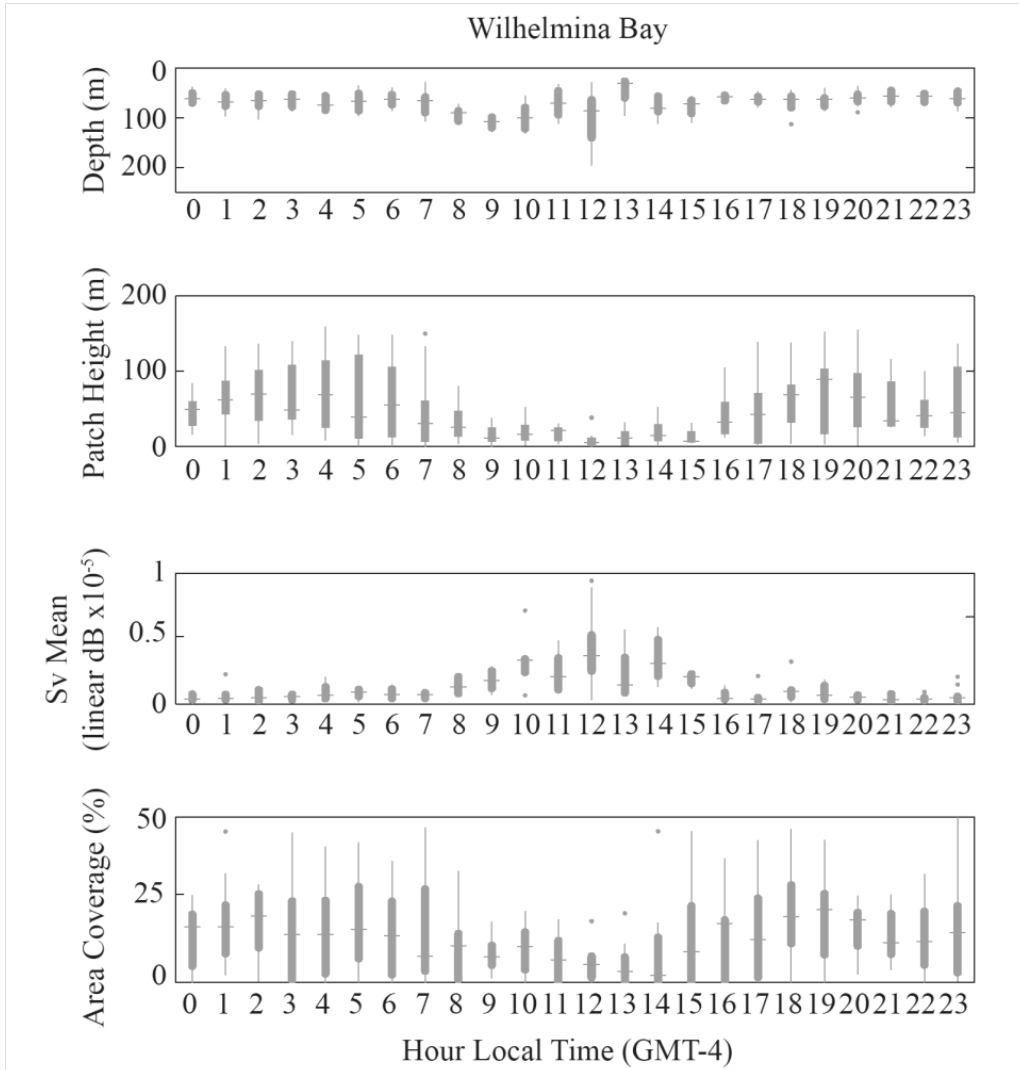 Wilhelmina Bay
Depth (m)
0
100
200
0 1 2 3 4 5 6 7 8 9 10 11 12 13 14 15 16 17 18 19 20 21 22 23
Patch Height (m)
200
100
0
0 1 2 3 4 5 6 7 8 9 10 11 12 13 14 15 16 17 18 19 20 21 22 23
Sv Mean
(linear dB x10⁻⁵)
1
0.5
0
0 1 2 3 4 5 6 7 8 9 10 11 12 13 14 15 16 17 18 19 20 21 22 23
Area Coverage (%)
50
25
0
0 1 2 3 4 5 6 7 8 9 10 11 12 13 14 15 16 17 18 19 20 21 22 23
Hour Local Time (GMT-4)